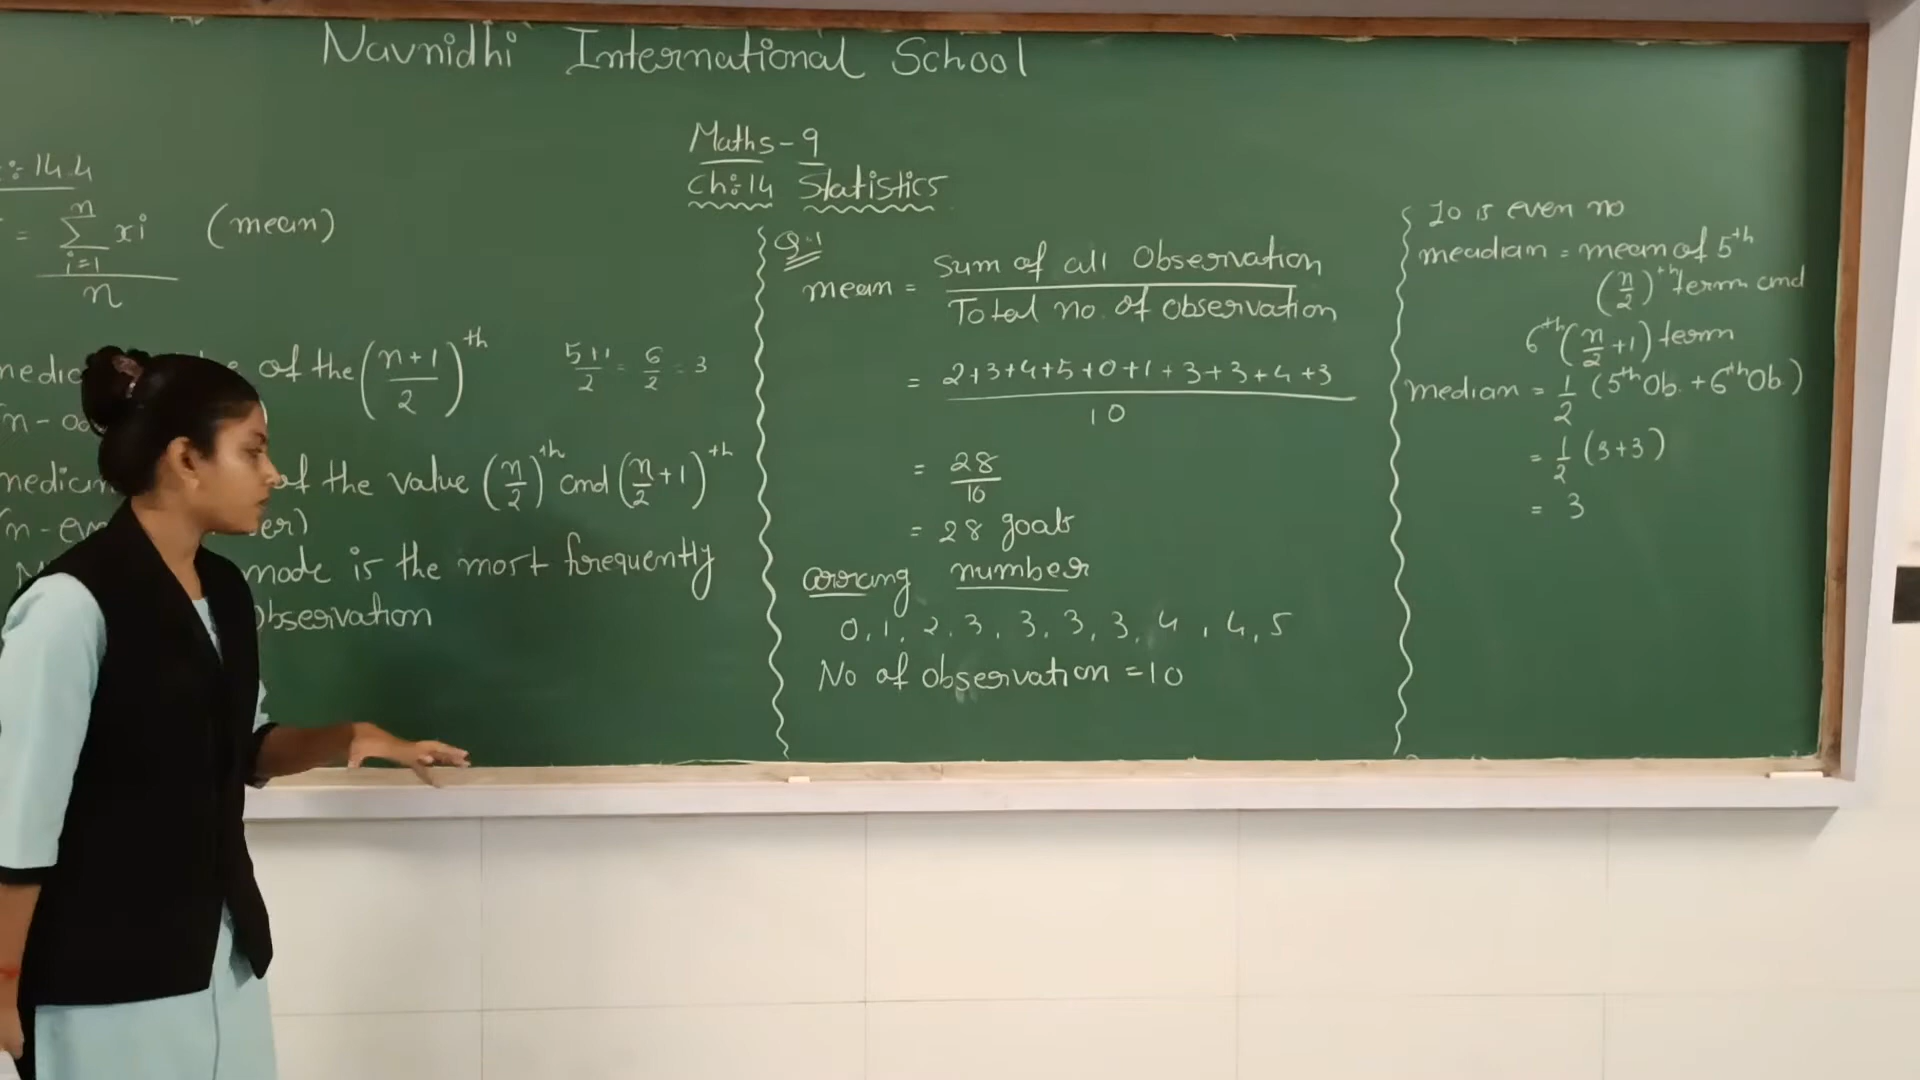 Navnidhi International School
Maths-9
Ch:-14 Statistics
:- 14.4
= n Σ i=1 xi (mean)
n
of the (n+1 / 2)th
5+1 / 2 = 6 / 2 = 3
of the value (n/2)th and (n/2 +1)th
mode is the most frequently
observation
Q.1
mean = Sum of all Observation
Total no. of observation
= 2+3+4+5+0+1+3+3+4+3
10
= 28
10
= 28 goals
arrang number
0,1, 2, 3, 3, 3, 3, 4, 4, 5
No of observation = 10
10 is even no
meadian = mean of 5th
(n/2)th term and
6th (n/2 +1) term
median = 1/2 (5th Ob. + 6th Ob)
= 1/2 (3+3)
= 3